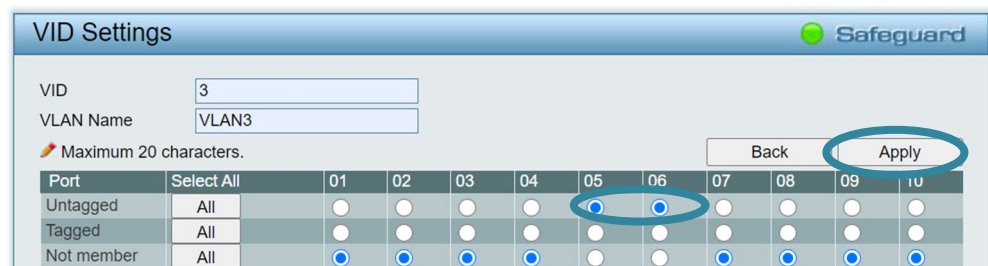 VID Settings Safeguard
VID 3
VLAN Name VLAN3
Maximum 20 characters. Back Apply
Port Select All 01 02 03 04 05 06 07 08 09 10
Untagged All
Tagged All
Not member All